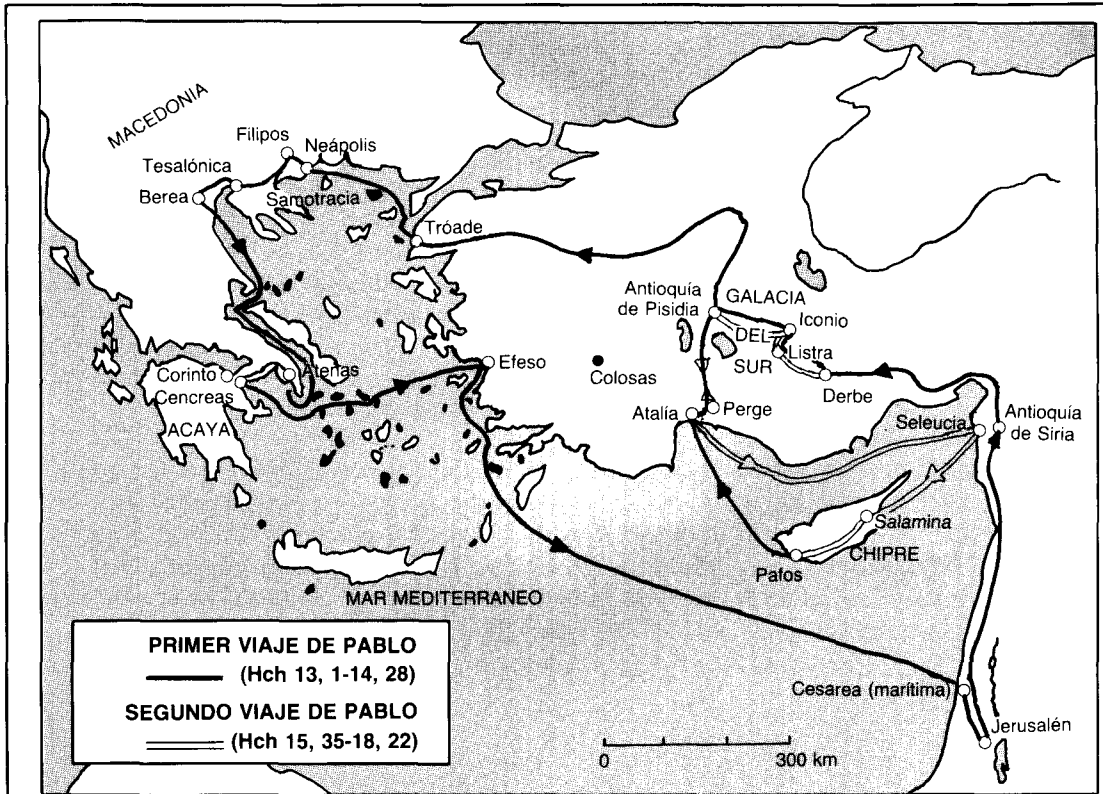 MACEDONIA
Filipos
Neápolis
Tesalónica
Berea
Samotracia
Tróade
Antioquía
de Pisidia
GALACIA
DEL
SUR
Iconio
Listra
Derbe
Corinto
Cencreas
Atenas
ACAYA
Efeso
Colosas
Atalía
Perge
Seleucia
Antioquía
de Siria
Salamina
CHIPRE
Pafos
MAR MEDITERRANEO
Cesarea (marítima)
Jerusalén
PRIMER VIAJE DE PABLO
(Hch 13, 1-14, 28)
SEGUNDO VIAJE DE PABLO
(Hch 15, 35-18, 22)
0 300 km